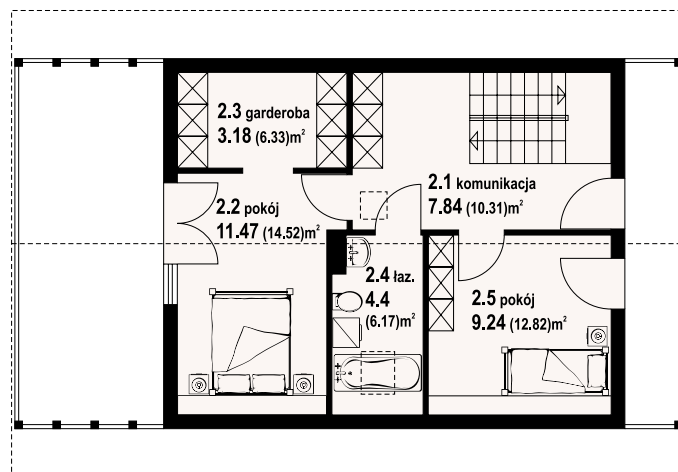 2.3 garderoba
3.18 (6.33)m²
2.1 komunikacja
7.84 (10.31)m²
2.2 pokój
11.47 (14.52)m²
2.4 łaz.
4.4
(6.17)m²
2.5 pokój
9.24 (12.82)m²